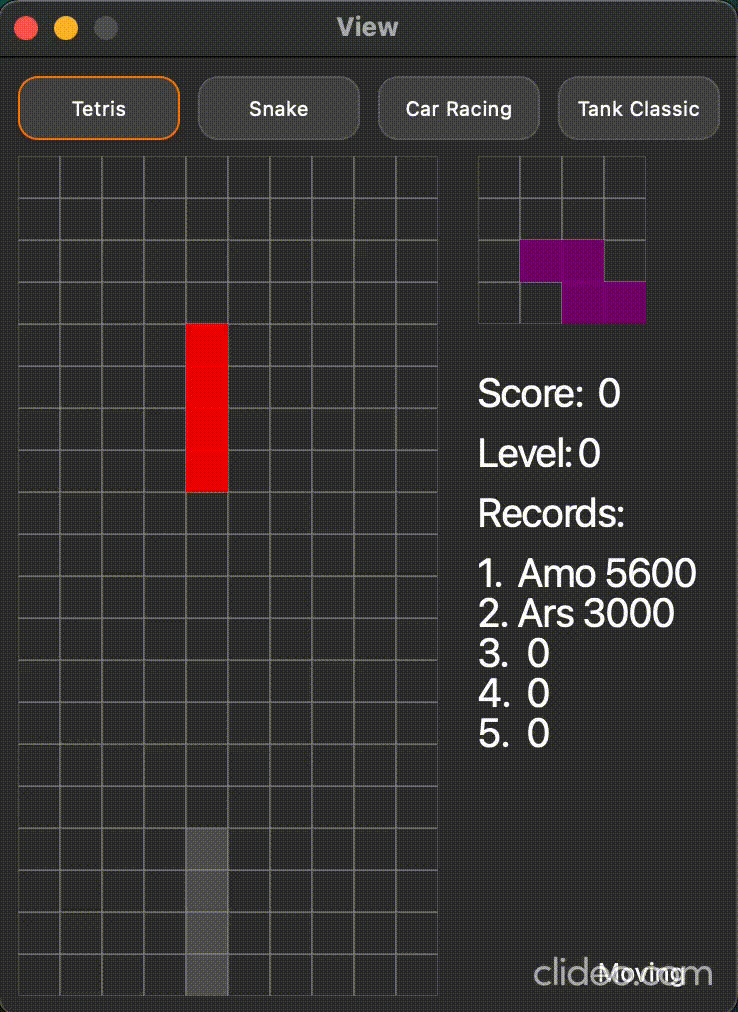 View
Tetris
Snake
Car Racing
Tank Classic
Score: 0
Level: 0
Records:
1. Amo 5600
2. Ars 3000
3. 0
4. 0
5. 0
Moving
clideo.com